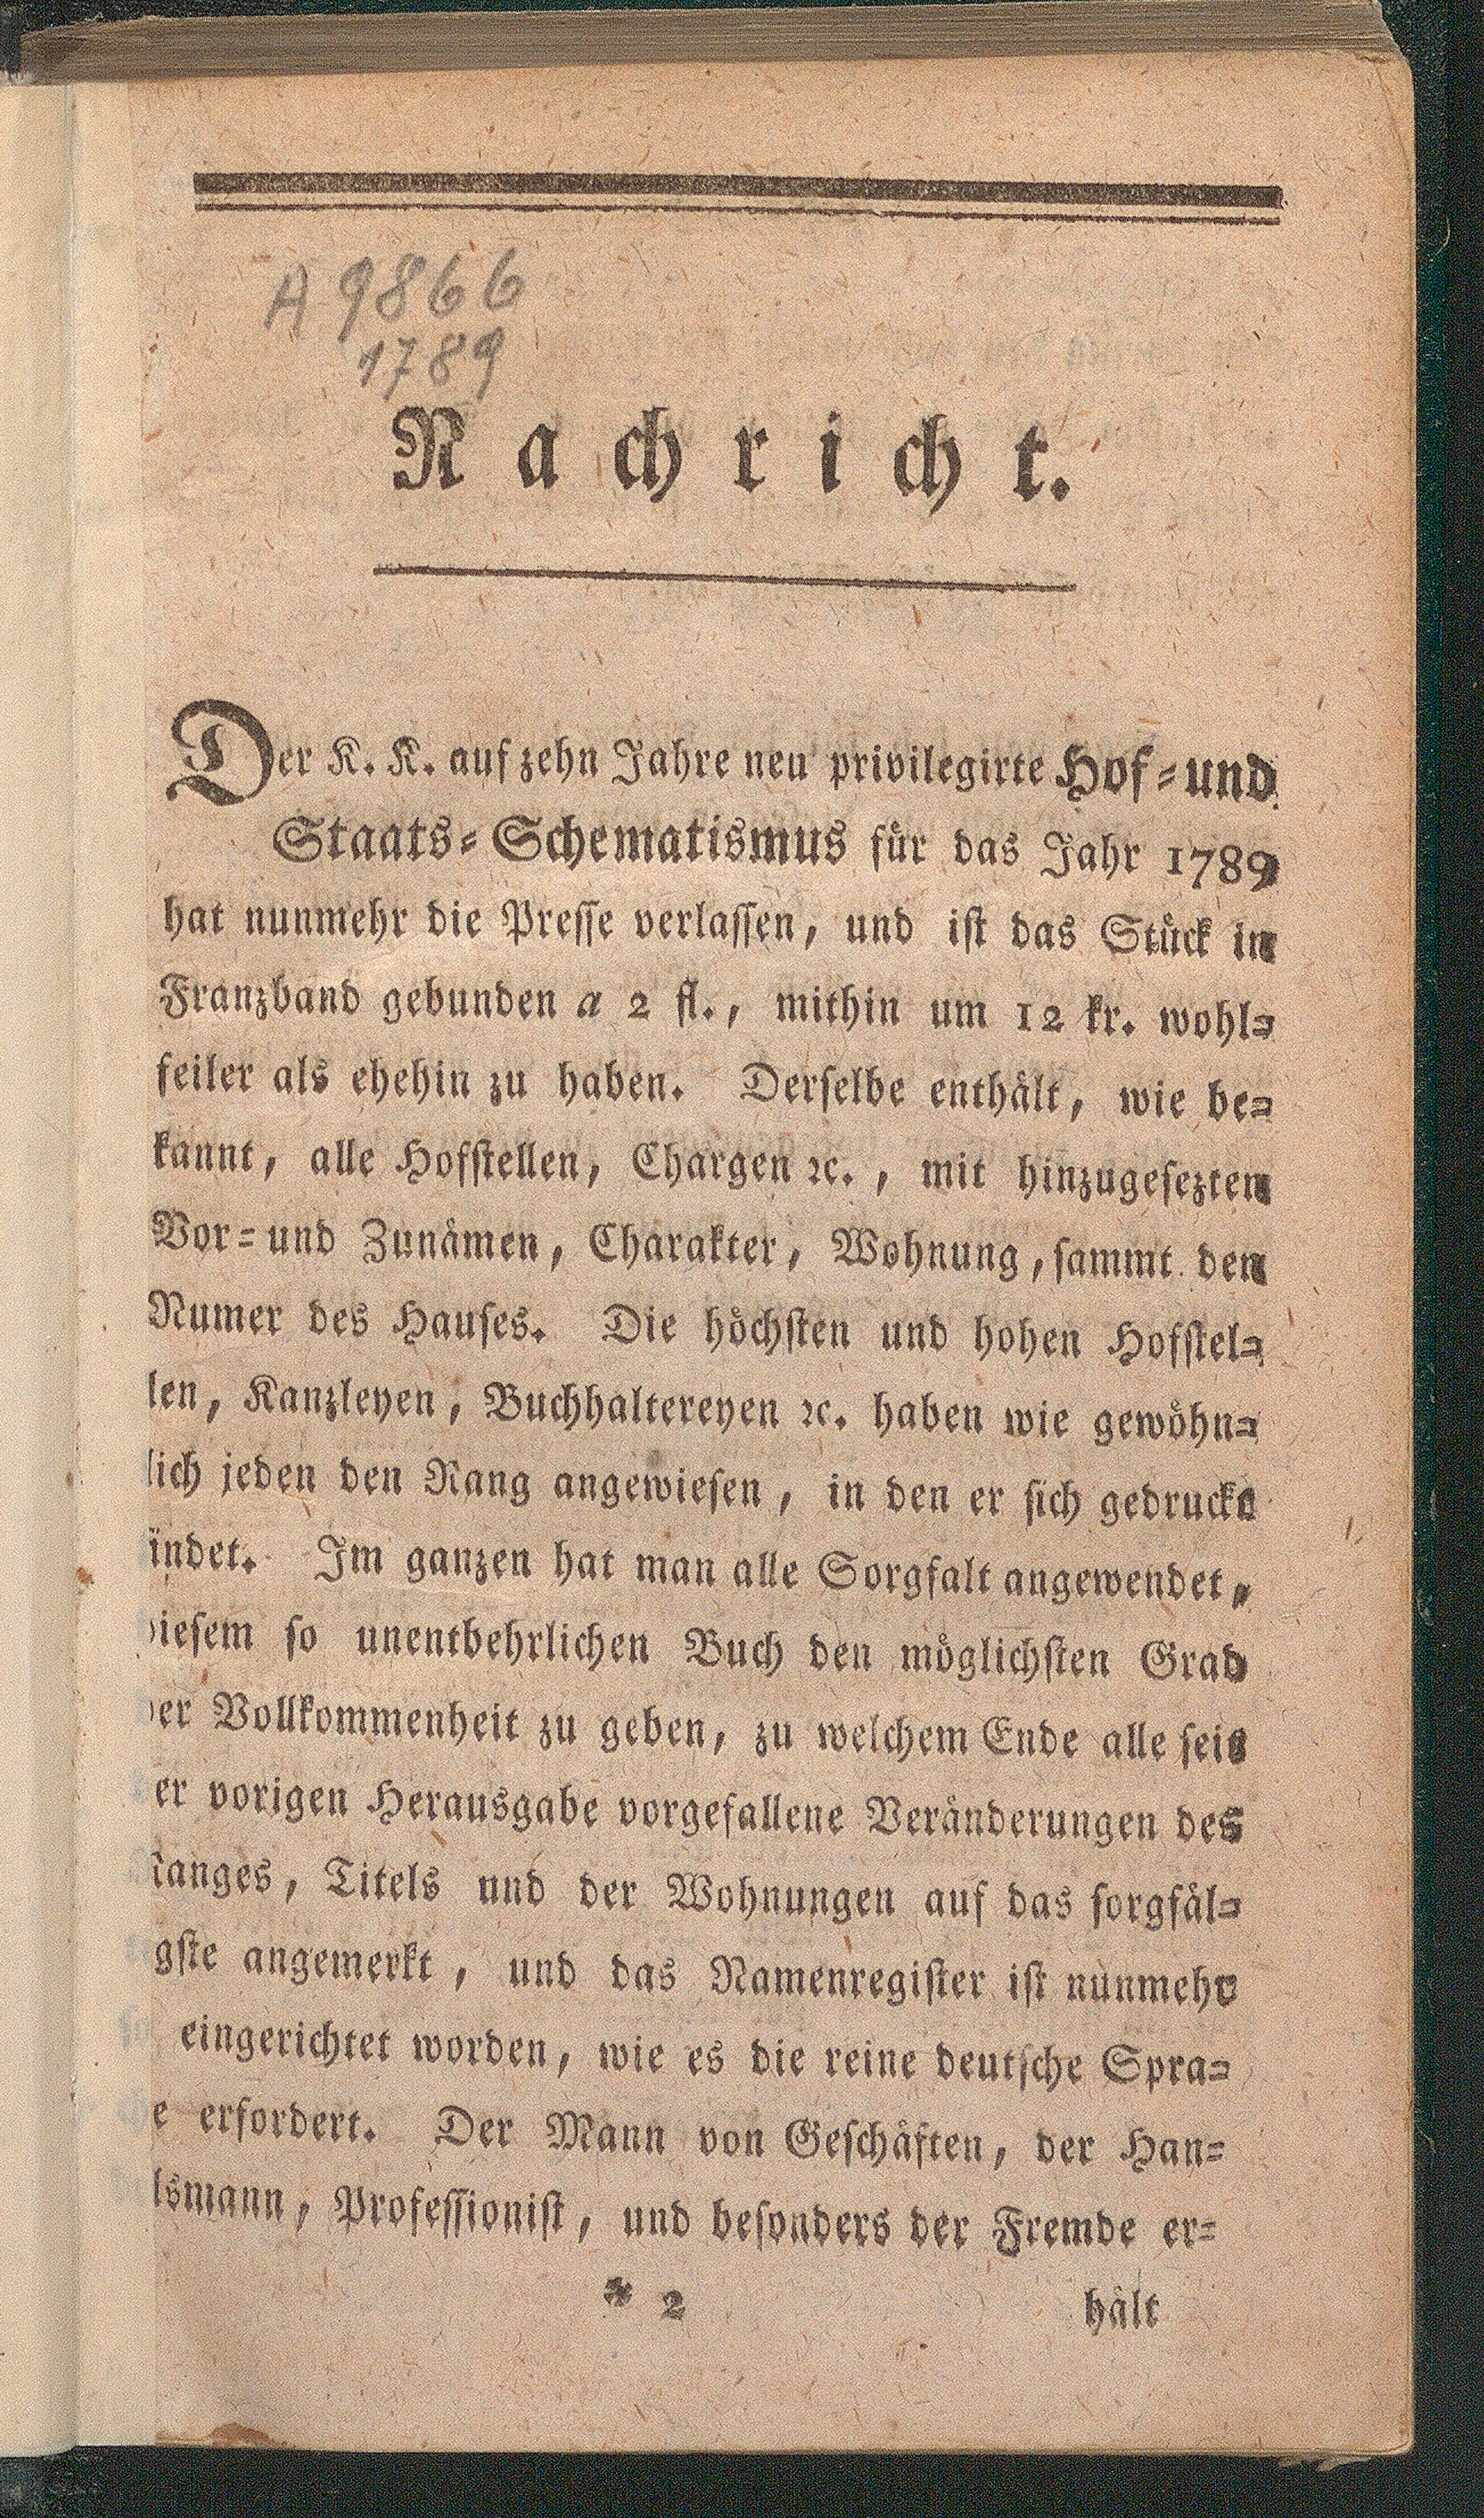 A 9866
1789
Nachricht.
Der K. K. auf zehn Jahre neu privilegirte Hof- und
Staats-Schematismus für das Jahr 1789
hat nunmehr die Presse verlassen, und ist das Stück in
Franzband gebunden a 2 fl., mithin um 12 kr. wohl-
feiler als ehehin zu haben. Derselbe enthält, wie be-
kannt, alle Hofstellen, Chargen ꝛc., mit hinzugesezten
Vor- und Zunämen, Charakter, Wohnung, sammt den
Numer des Hauses. Die höchsten und hohen Hofstel-
len, Kanzleyen, Buchhaltereyen ꝛc. haben wie gewöhn-
lich jeden den Rang angewiesen, in den er sich gedruckt
indet. Im ganzen hat man alle Sorgfalt angewendet,
diesem so unentbehrlichen Buch den möglichsten Grad
der Vollkommenheit zu geben, zu welchem Ende alle seit
er vorigen Herausgabe vorgefallene Veränderungen des
Ranges, Titels und der Wohnungen auf das sorgfäl-
gste angemerkt, und das Namenregister ist nunmehr
eingerichtet worden, wie es die reine deutsche Spra-
e erfordert. Der Mann von Geschäften, der Han-
lsmann, Professionist, und besonders der Fremde er-
* 2 hält